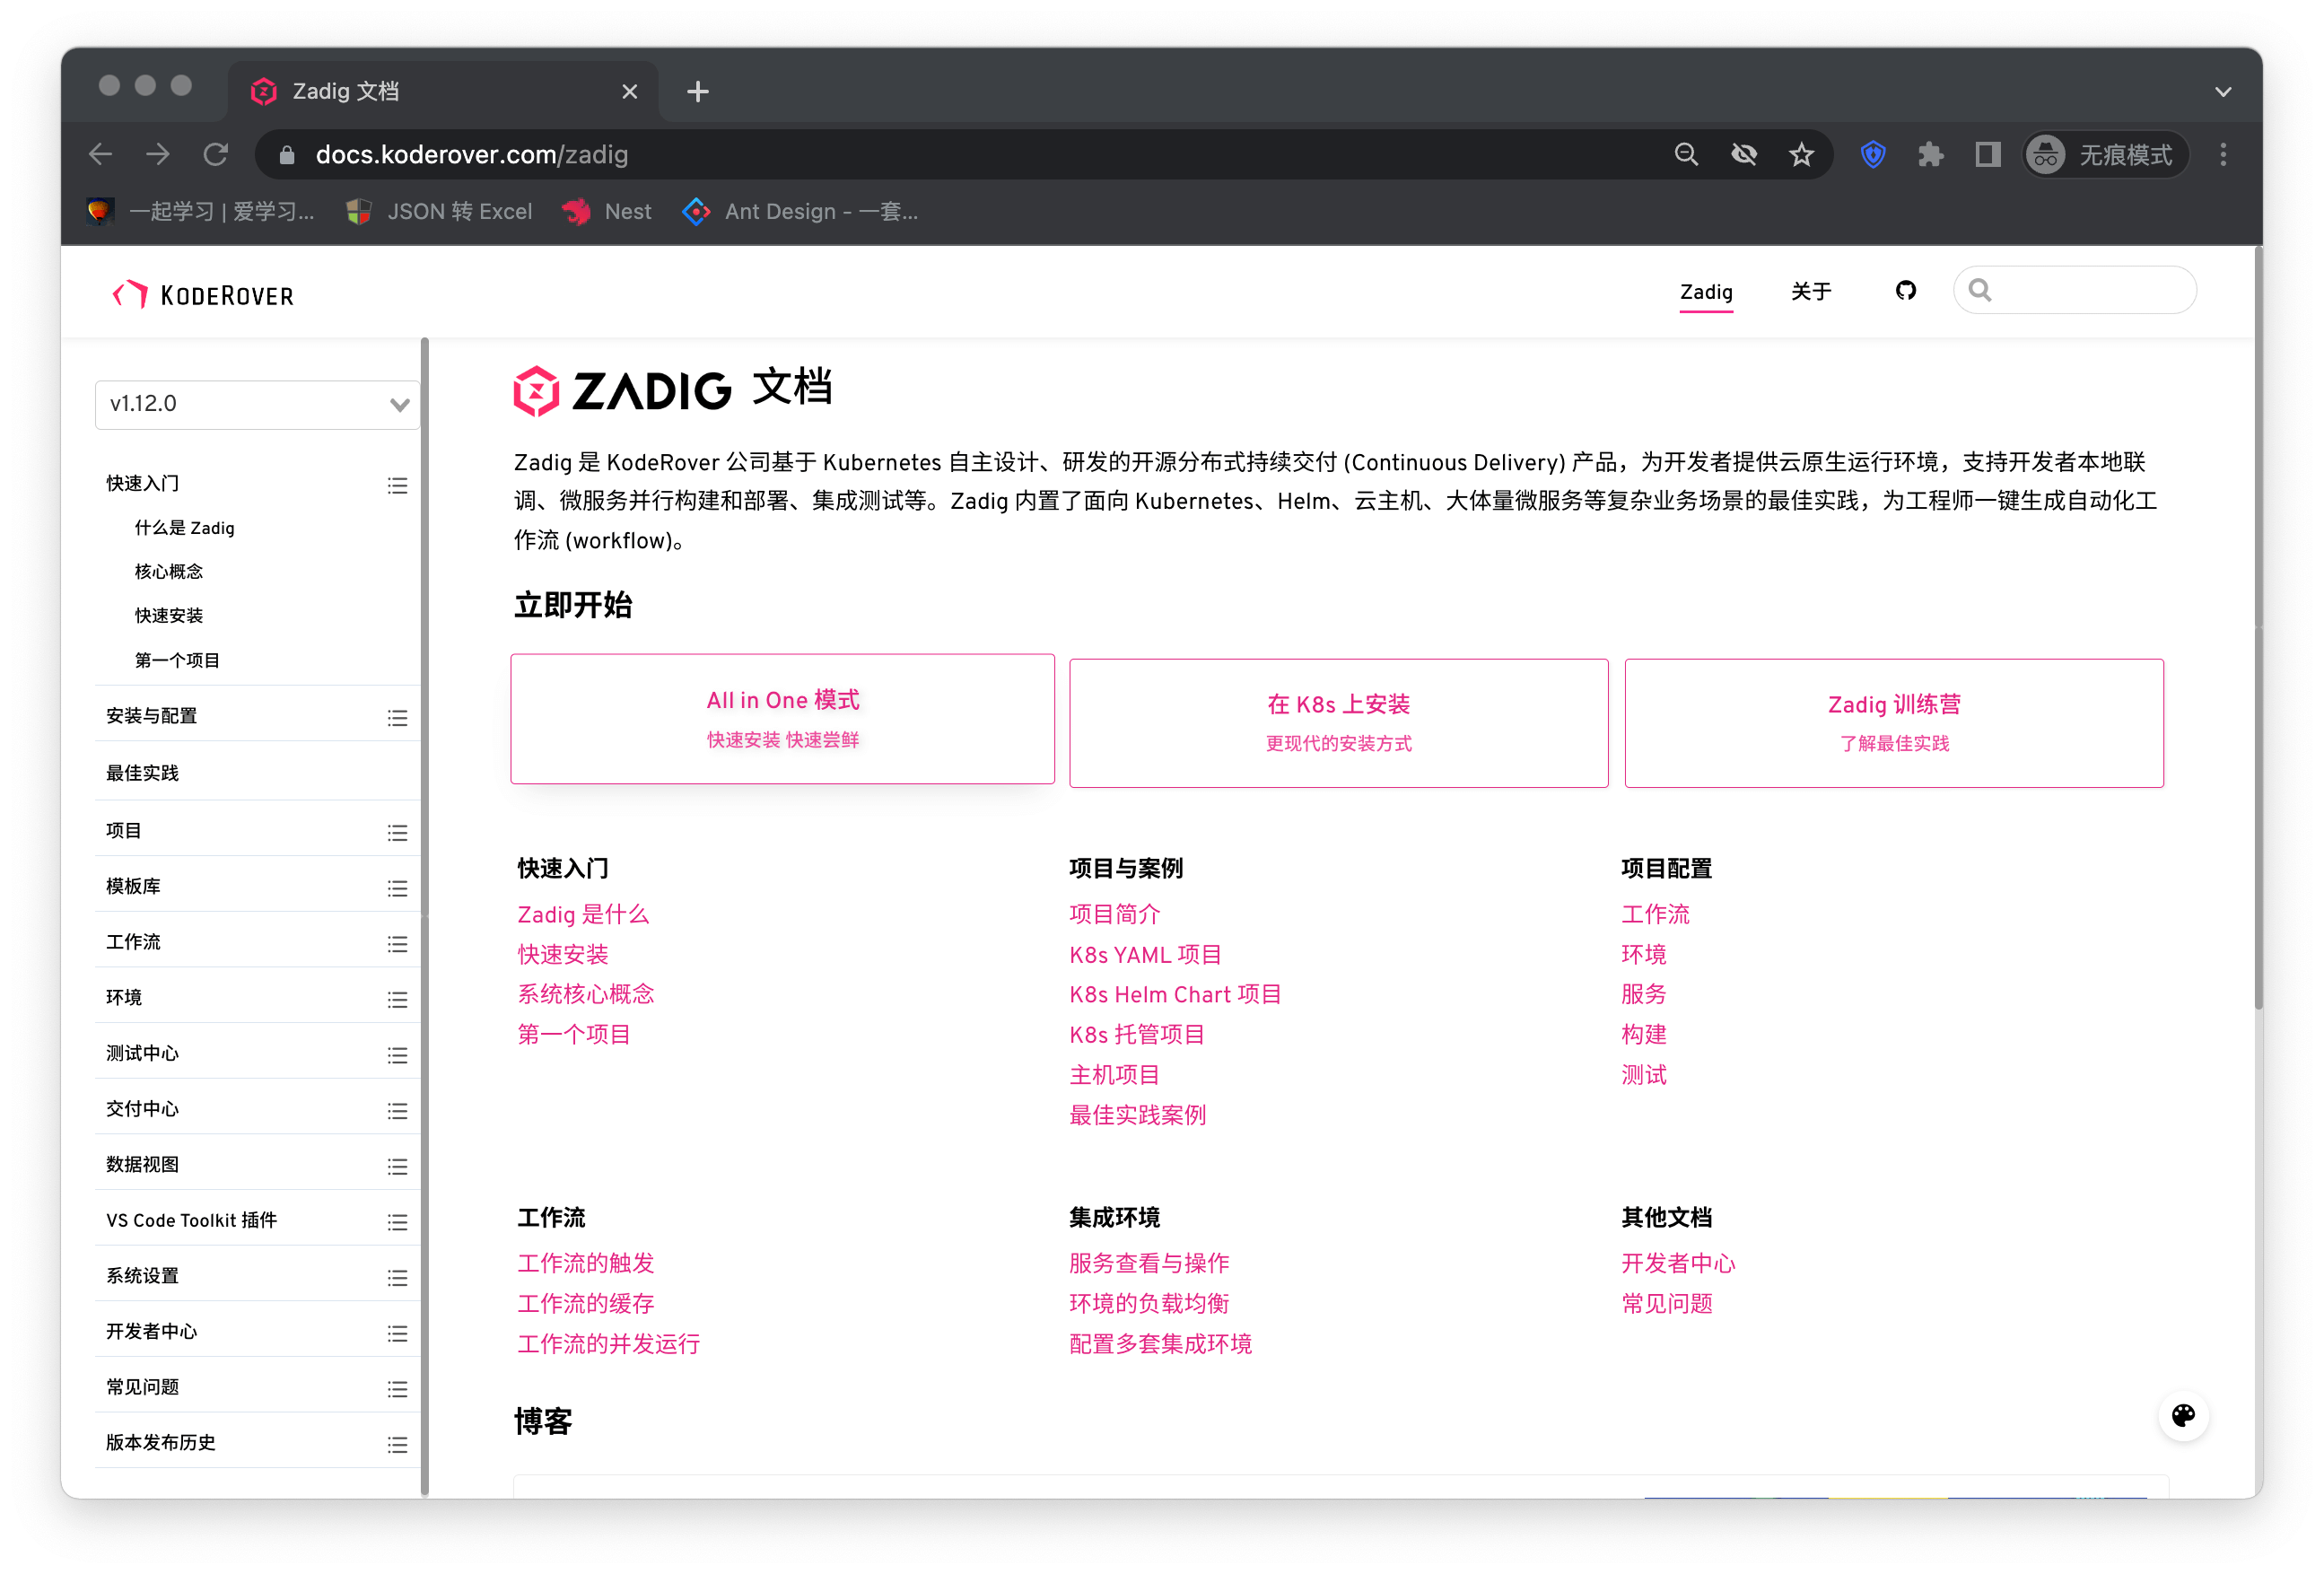 Zadig 文档
docs.koderover.com/zadig
无痕模式
一起学习 | 爱学习...
JSON 转 Excel
Nest
Ant Design - 一套...
KODEROVER
Zadig
关于
v1.12.0
快速入门
什么是 Zadig
核心概念
快速安装
第一个项目
安装与配置
最佳实践
项目
模板库
工作流
环境
测试中心
交付中心
数据视图
VS Code Toolkit 插件
系统设置
开发者中心
常见问题
版本发布历史
ZADIG 文档
Zadig 是 KodeRover 公司基于 Kubernetes 自主设计、研发的开源分布式持续交付 (Continuous Delivery) 产品，为开发者提供云原生运行环境，支持开发者本地联
调、微服务并行构建和部署、集成测试等。Zadig 内置了面向 Kubernetes、Helm、云主机、大体量微服务等复杂业务场景的最佳实践，为工程师一键生成自动化工
作流 (workflow)。
立即开始
All in One 模式
快速安装 快速尝鲜
在 K8s 上安装
更现代的安装方式
Zadig 训练营
了解最佳实践
快速入门
Zadig 是什么
快速安装
系统核心概念
第一个项目
项目与案例
项目简介
K8s YAML 项目
K8s Helm Chart 项目
K8s 托管项目
主机项目
最佳实践案例
项目配置
工作流
环境
服务
构建
测试
工作流
工作流的触发
工作流的缓存
工作流的并发运行
集成环境
服务查看与操作
环境的负载均衡
配置多套集成环境
其他文档
开发者中心
常见问题
博客